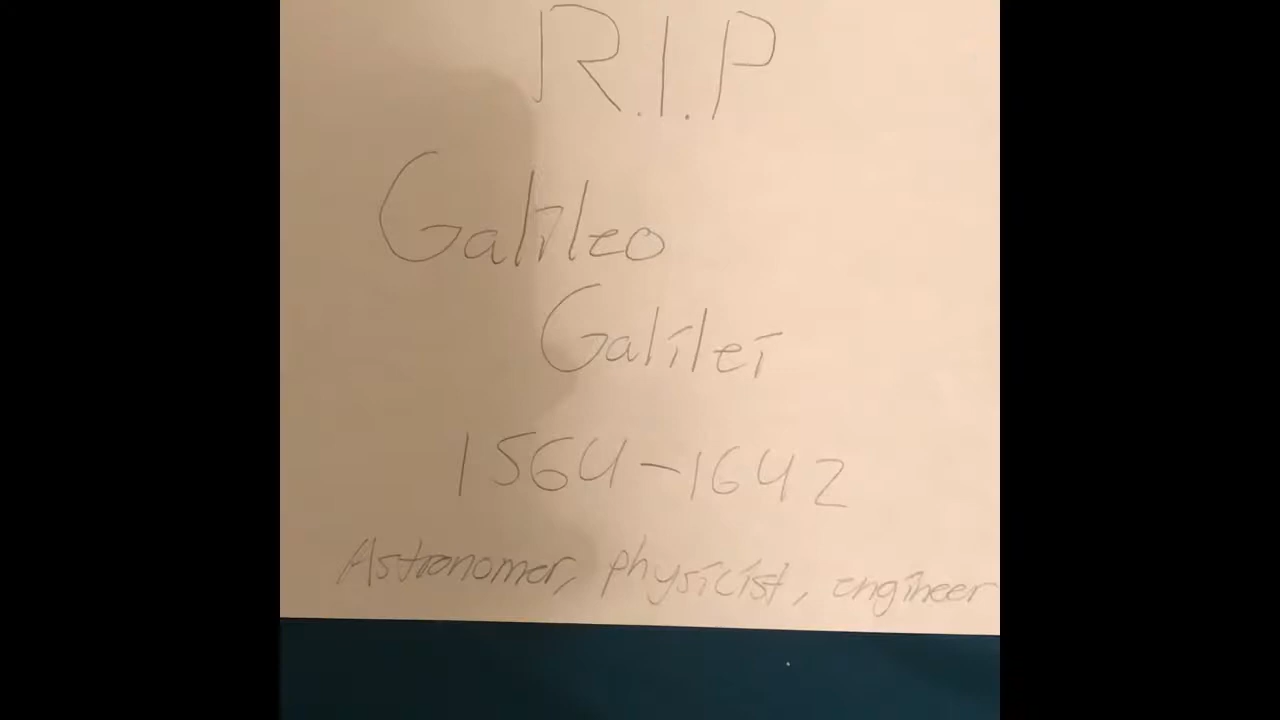 R.I.P
Galileo
Galilei
1564-1642
Astronomer, physicist, engineer